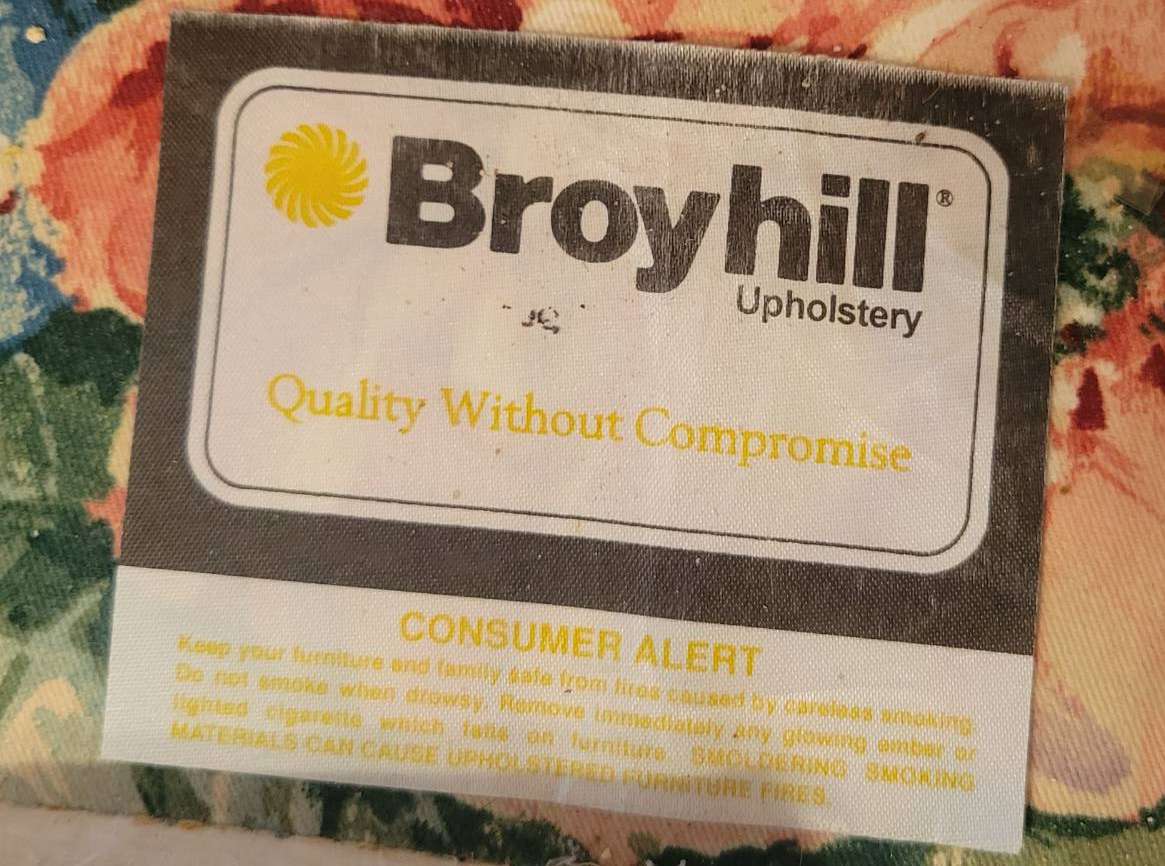 Broyhill®
Upholstery
Quality Without Compromise
CONSUMER ALERT
Keep your furniture and family safe from fires caused by careless smoking
Do not smoke when drowsy. Remove immediately any glowing ember or
lighted cigarette which falls on furniture. SMOLDERING SMOKING
MATERIALS CAN CAUSE UPHOLSTERED FURNITURE FIRES.